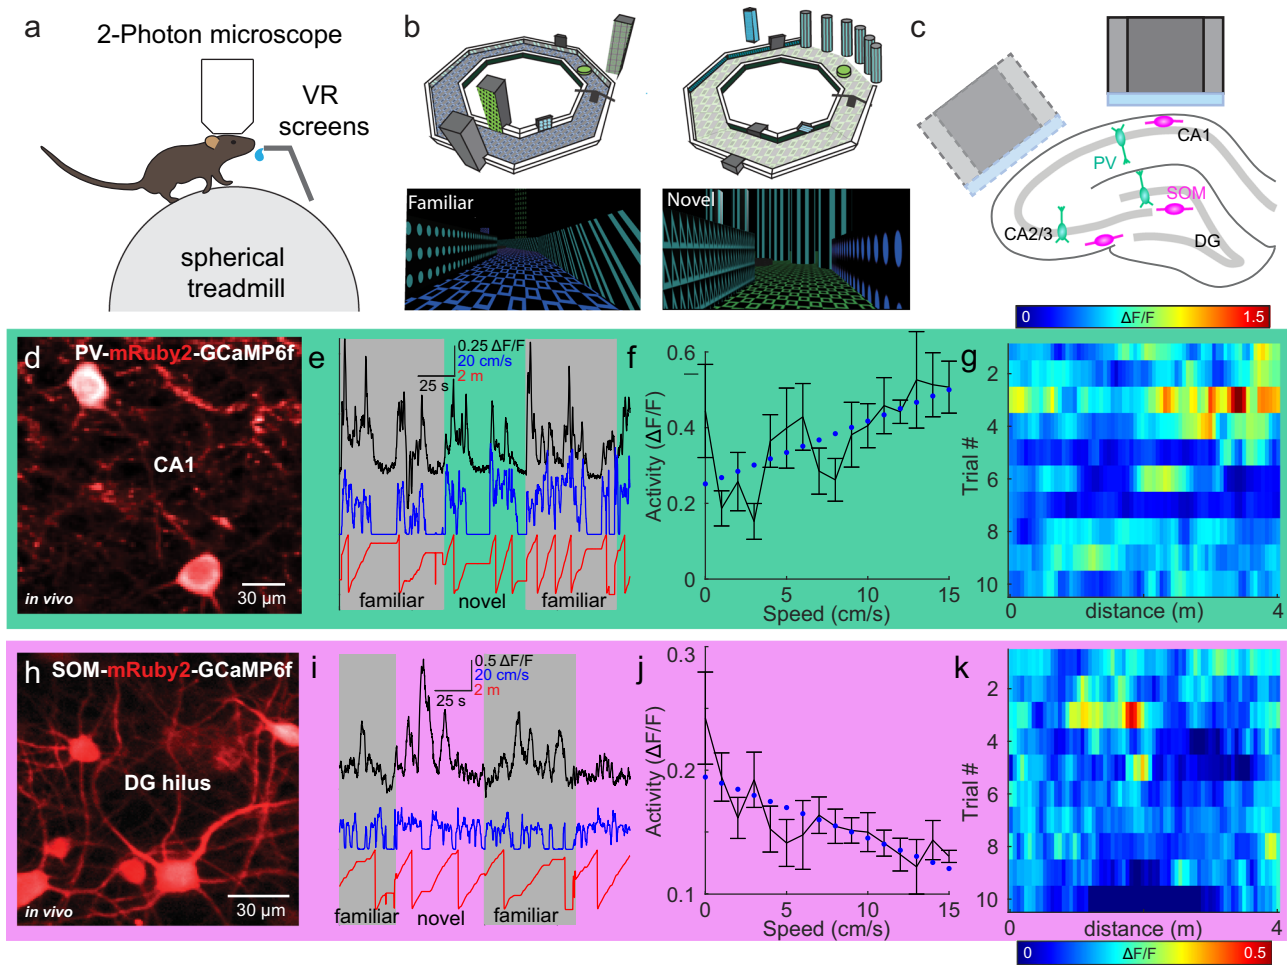 a
2-Photon microscope
VR
screens
spherical
treadmill
b
Familiar
Novel
c
CA1
PV
SOM
CA2/3
DG
0 ΔF/F 1.5
d
PV-mRuby2-GCaMP6f
CA1
in vivo
30 µm
e
0.25 ΔF/F
20 cm/s
2 m
25 s
familiar
novel
familiar
f
0.6
0.4
0.2
0
Activity (ΔF/F)
0 5 10 15
Speed (cm/s)
g
Trial #
2
4
6
8
10
0 distance (m) 4
h
SOM-mRuby2-GCaMP6f
DG hilus
in vivo
30 µm
i
0.5 ΔF/F
20 cm/s
2 m
25 s
familiar
novel
familiar
j
0.3
0.2
0.1
Activity (ΔF/F)
0 5 10 15
Speed (cm/s)
k
Trial #
2
4
6
8
10
0 distance (m) 4
0 ΔF/F 0.5